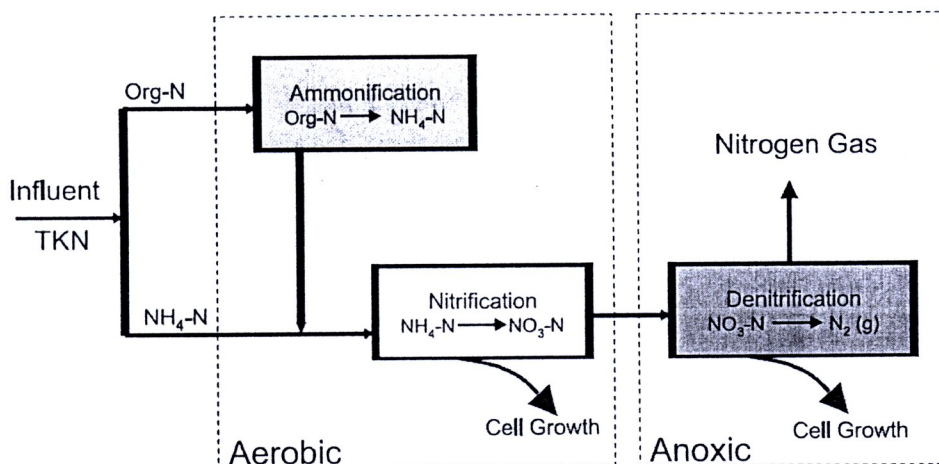 Org-N
Ammonification
Org-N → NH₄-N
Nitrogen Gas
Influent
TKN
NH₄-N
Nitrification
NH₄-N → NO₃-N
Denitrification
NO₃-N → N₂ (g)
Cell Growth
Cell Growth
Aerobic
Anoxic